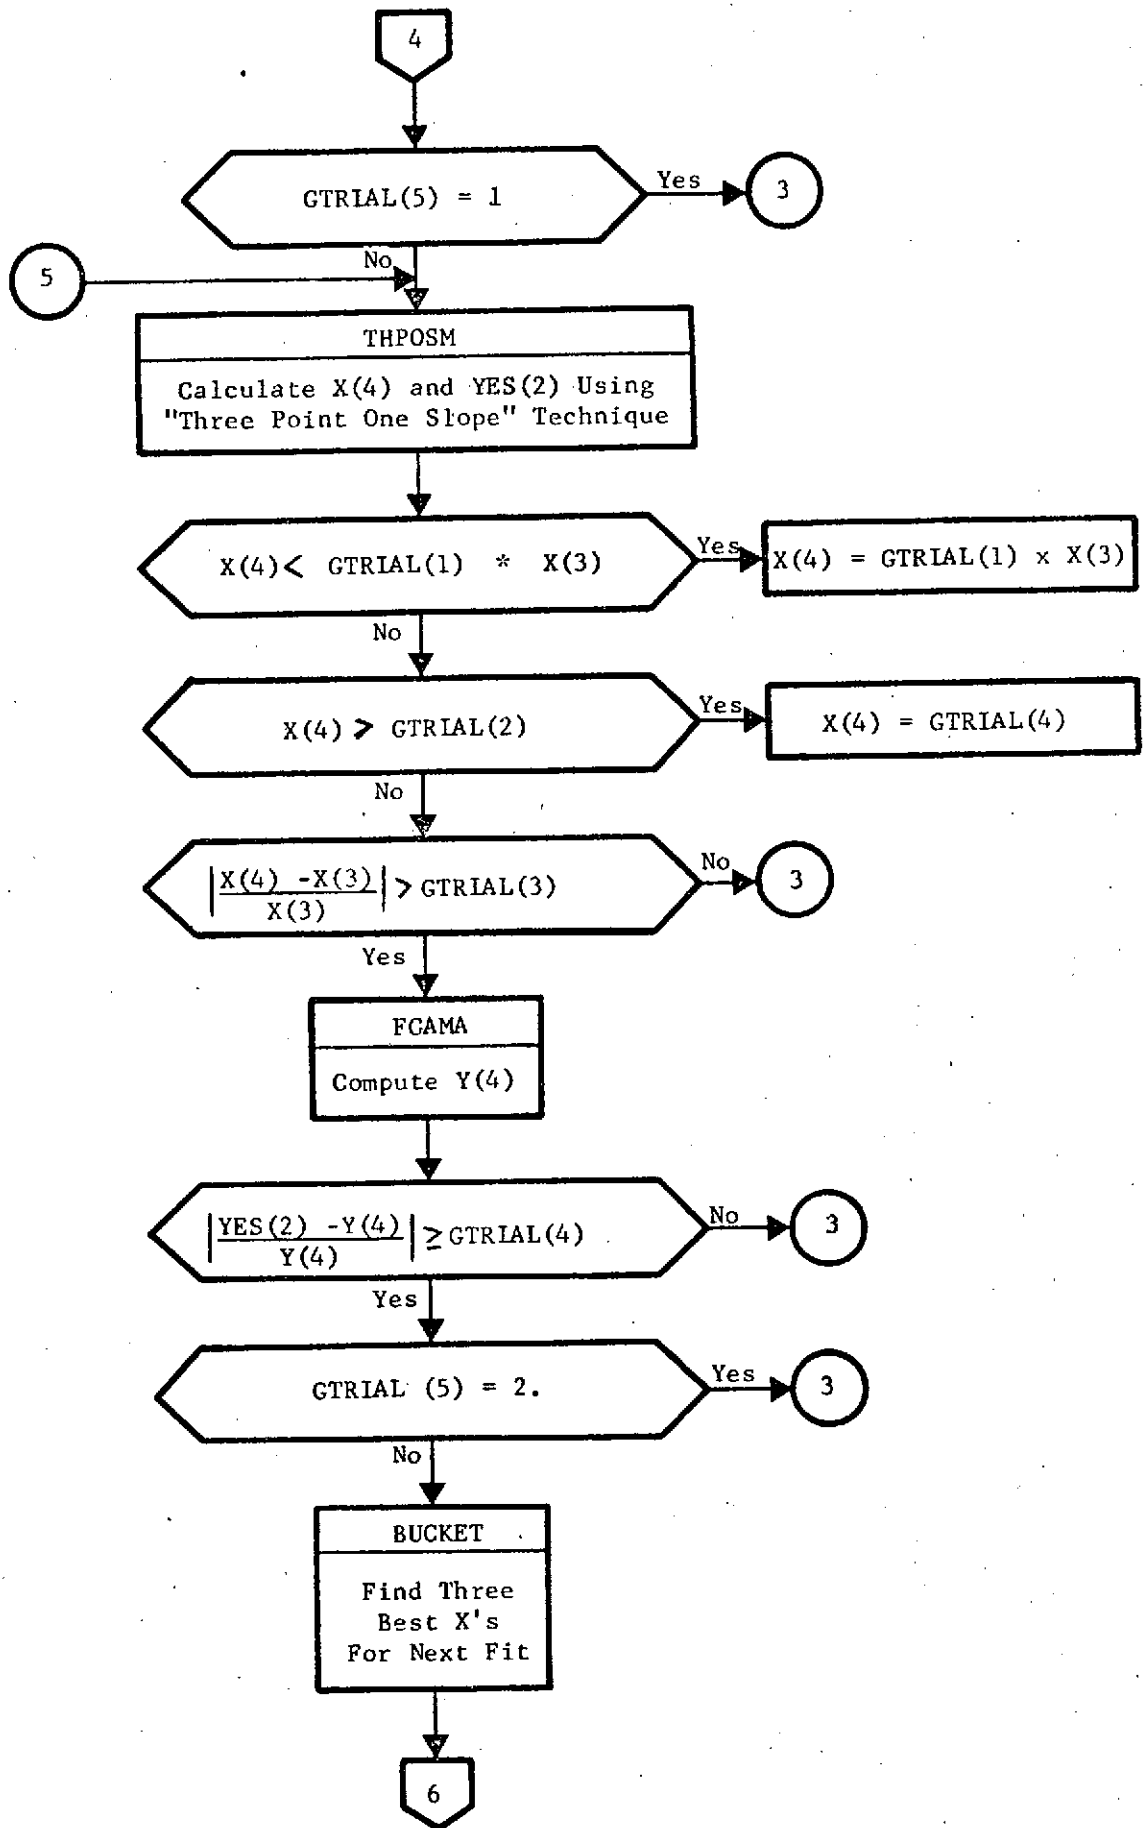 4
GTRIAL(5) = 1
Yes
3
No
5
THPOSM
Calculate X(4) and YES(2) Using
"Three Point One Slope" Technique
X(4) < GTRIAL(1) * X(3)
Yes
X(4) = GTRIAL(1) x X(3)
No
X(4) > GTRIAL(2)
Yes
X(4) = GTRIAL(4)
No
|X(4) -X(3)
X(3)| > GTRIAL(3)
No
3
Yes
FCAMA
Compute Y(4)
|YES(2) -Y(4)
Y(4)| ≥ GTRIAL(4)
No
3
Yes
GTRIAL (5) = 2.
Yes
3
No
BUCKET
Find Three
Best X's
For Next Fit
6